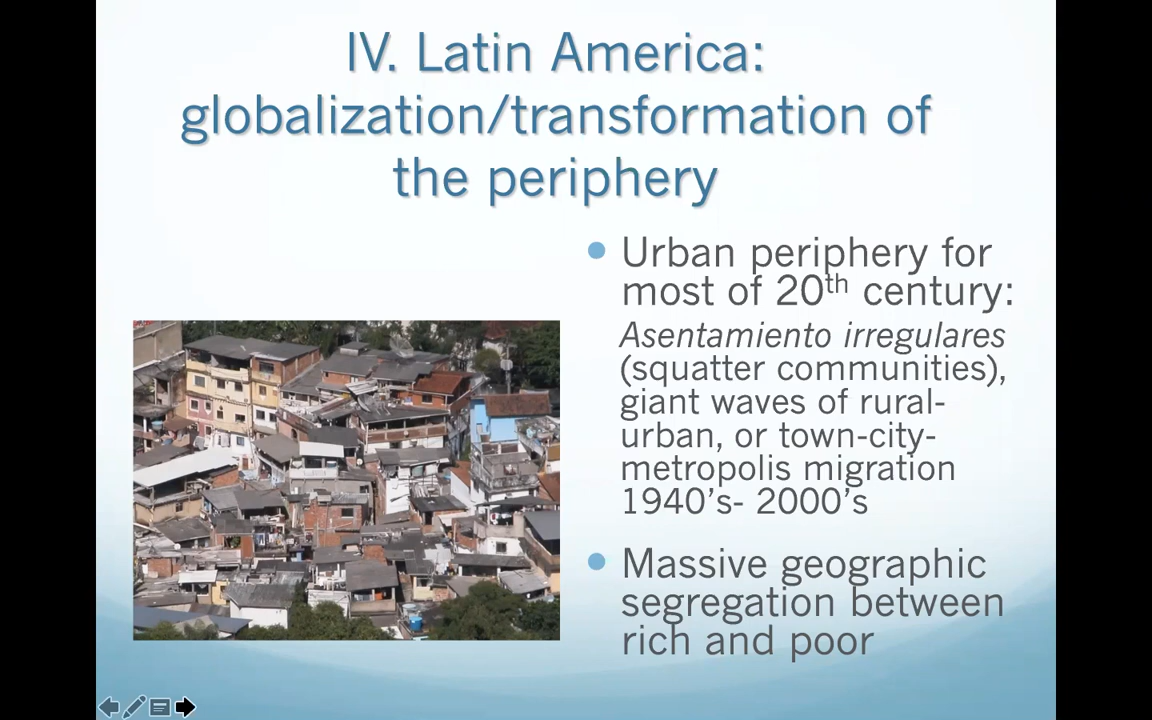 IV. Latin America:
globalization/transformation of
the periphery
• Urban periphery for
most of 20th century:
Asentamiento irregulares
(squatter communities),
giant waves of rural-
urban, or town-city-
metropolis migration
1940’s- 2000’s
• Massive geographic
segregation between
rich and poor